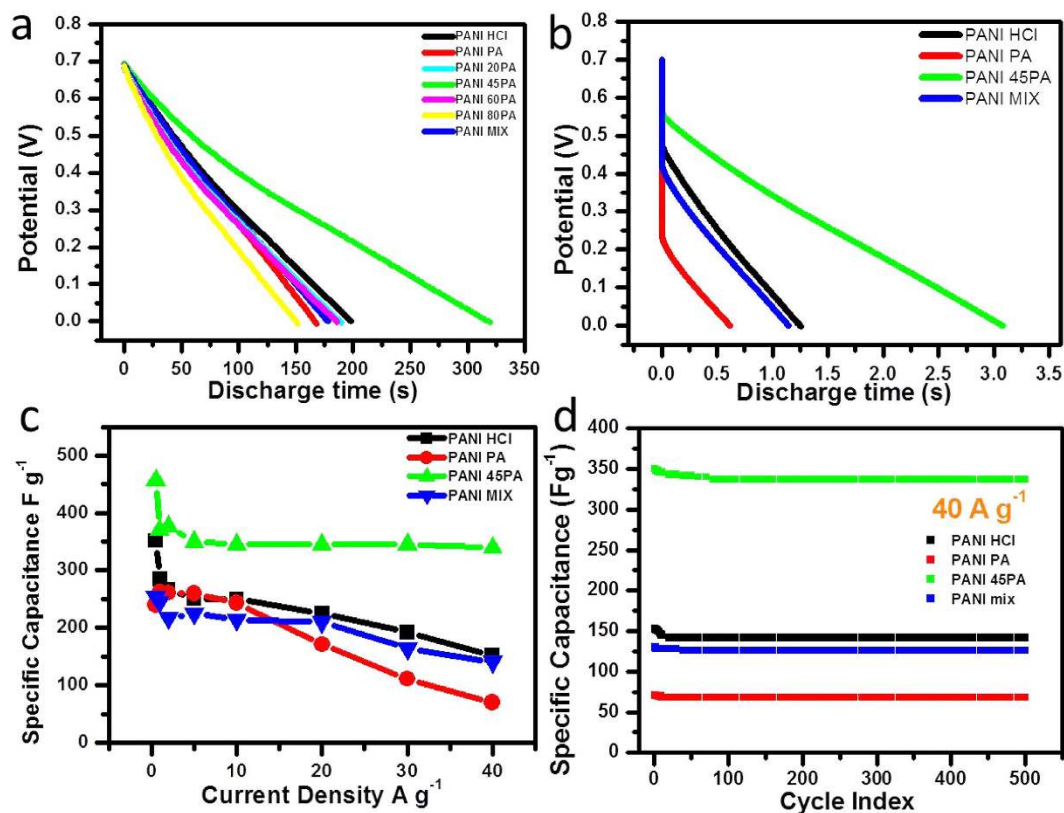 a
0.8
0.7
0.6
0.5
0.4
0.3
0.2
0.1
0.0
Potential (V)
0 50 100 150 200 250 300 350
Discharge time (s)
PANI HCl
PANI PA
PANI 20PA
PANI 45PA
PANI 60PA
PANI 80PA
PANI MIX
b
0.8
0.7
0.6
0.5
0.4
0.3
0.2
0.1
0.0
Potential (V)
0.0 0.5 1.0 1.5 2.0 2.5 3.0 3.5
Discharge time (s)
PANI HCl
PANI PA
PANI 45PA
PANI MIX
c
500
400
300
200
100
0
Specific Capacitance F g-1
0 10 20 30 40
Current Density A g-1
PANI HCl
PANI PA
PANI 45PA
PANI MIX
d
400
350
300
250
200
150
100
50
0
Specific Capacitance (Fg-1)
0 100 200 300 400 500
Cycle Index
40 A g-1
PANI HCl
PANI PA
PANI 45PA
PANI mix